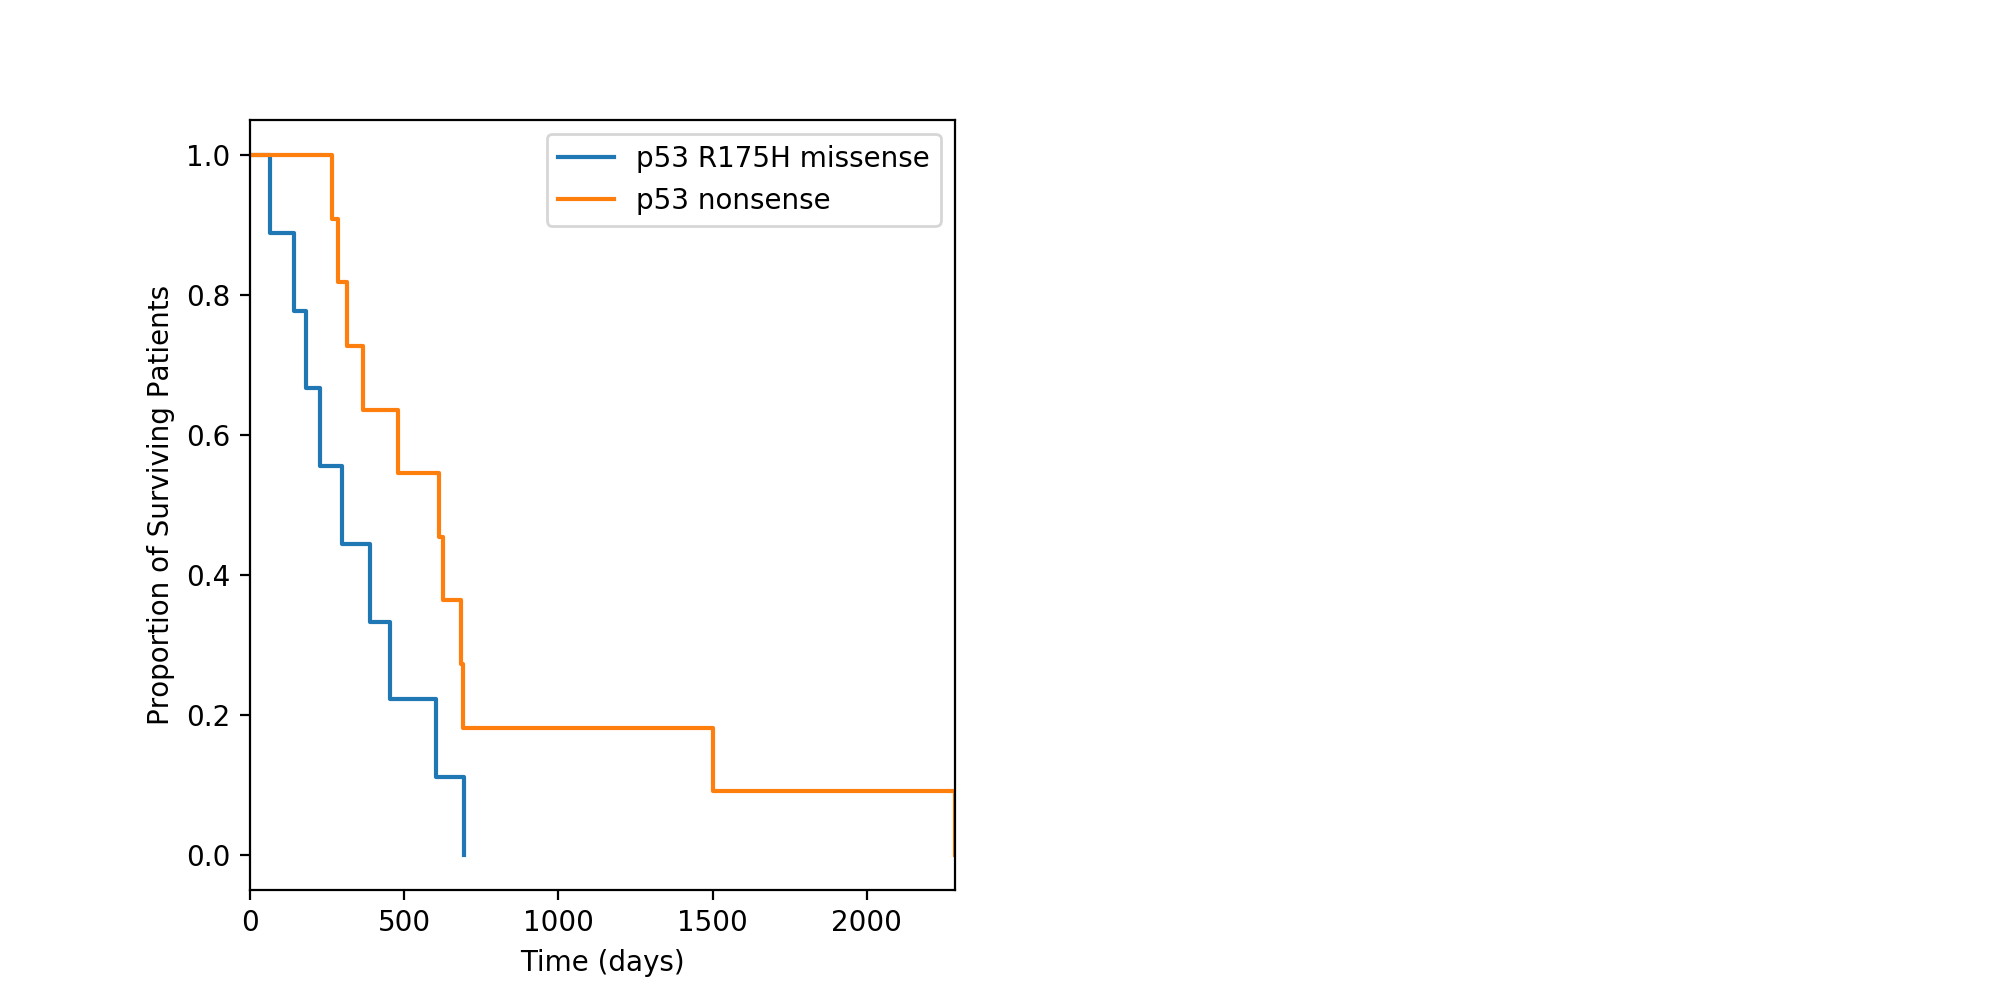 p53 R175H missense
p53 nonsense
Proportion of Surviving Patients
1.0
0.8
0.6
0.4
0.2
0.0
0 500 1000 1500 2000
Time (days)